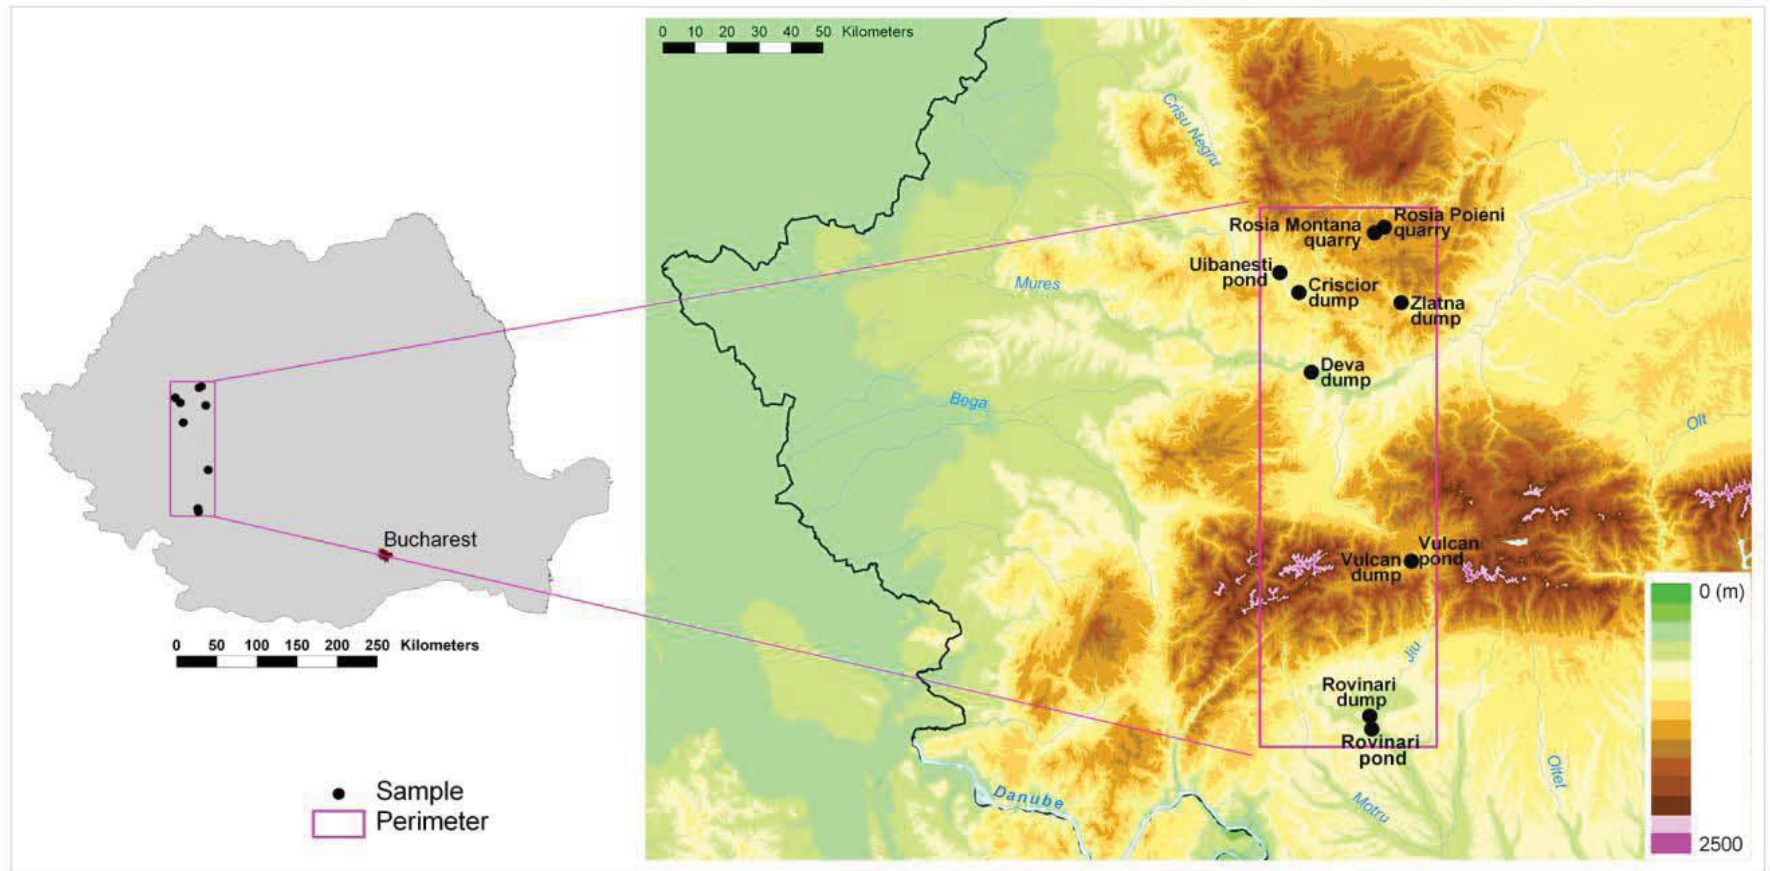 0 10 20 30 40 50 Kilometers
Crisu Negru
Rosia Montana
quarry
Rosia Poieni
quarry
Uibanesti
pond
Criscior
dump
Zlatna
dump
Mures
Deva
dump
Bega
Olt
Vulcan
pond
Vulcan
dump
Jiu
Rovinari
dump
Rovinari
pond
Danube
Motru
Oltet
0 (m)
2500
Bucharest
0 50 100 150 200 250 Kilometers
Sample
Perimeter